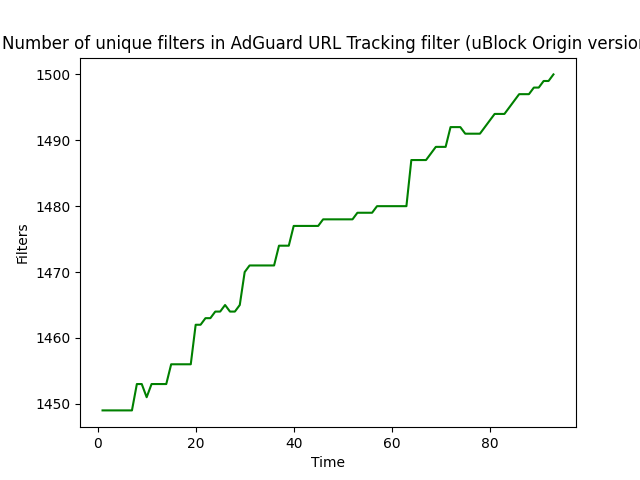 Number of unique filters in AdGuard URL Tracking filter (uBlock Origin version
1500
1490
1480
1470
1460
1450
Filters
0 20 40 60 80
Time